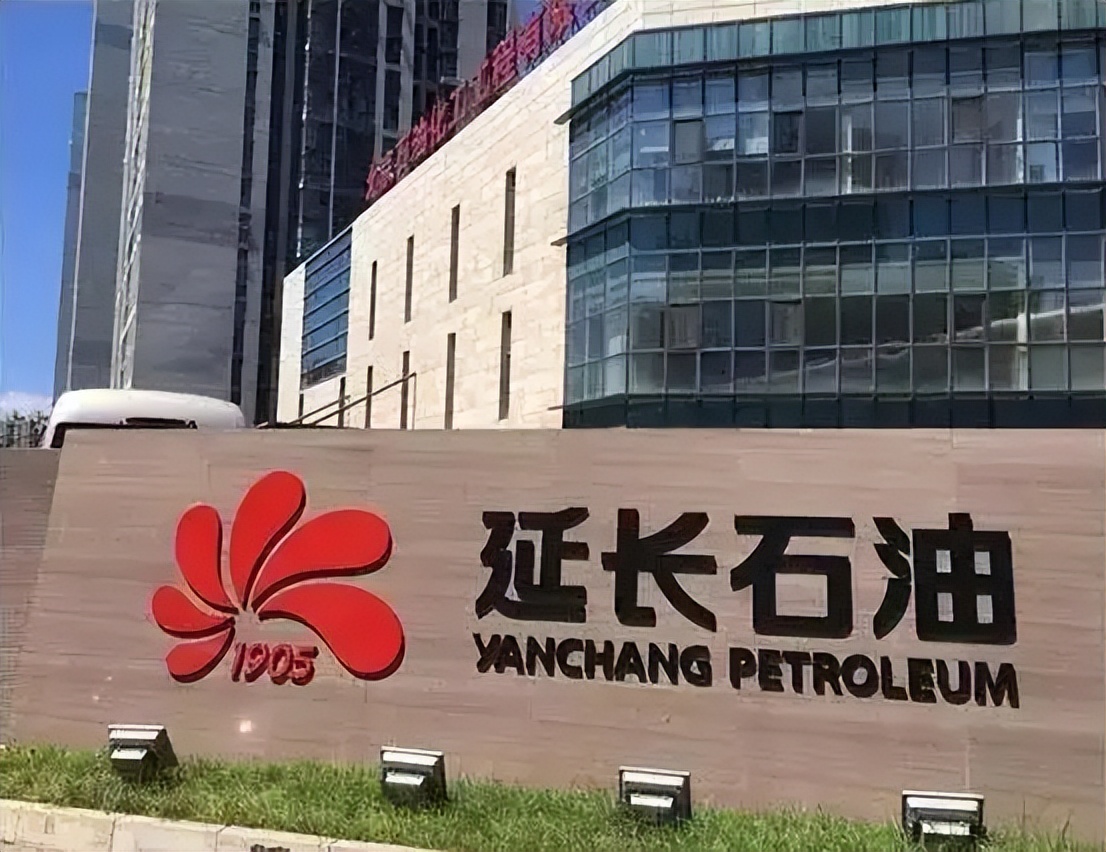 1905
延长石油
YANCHANG PETROLEUM